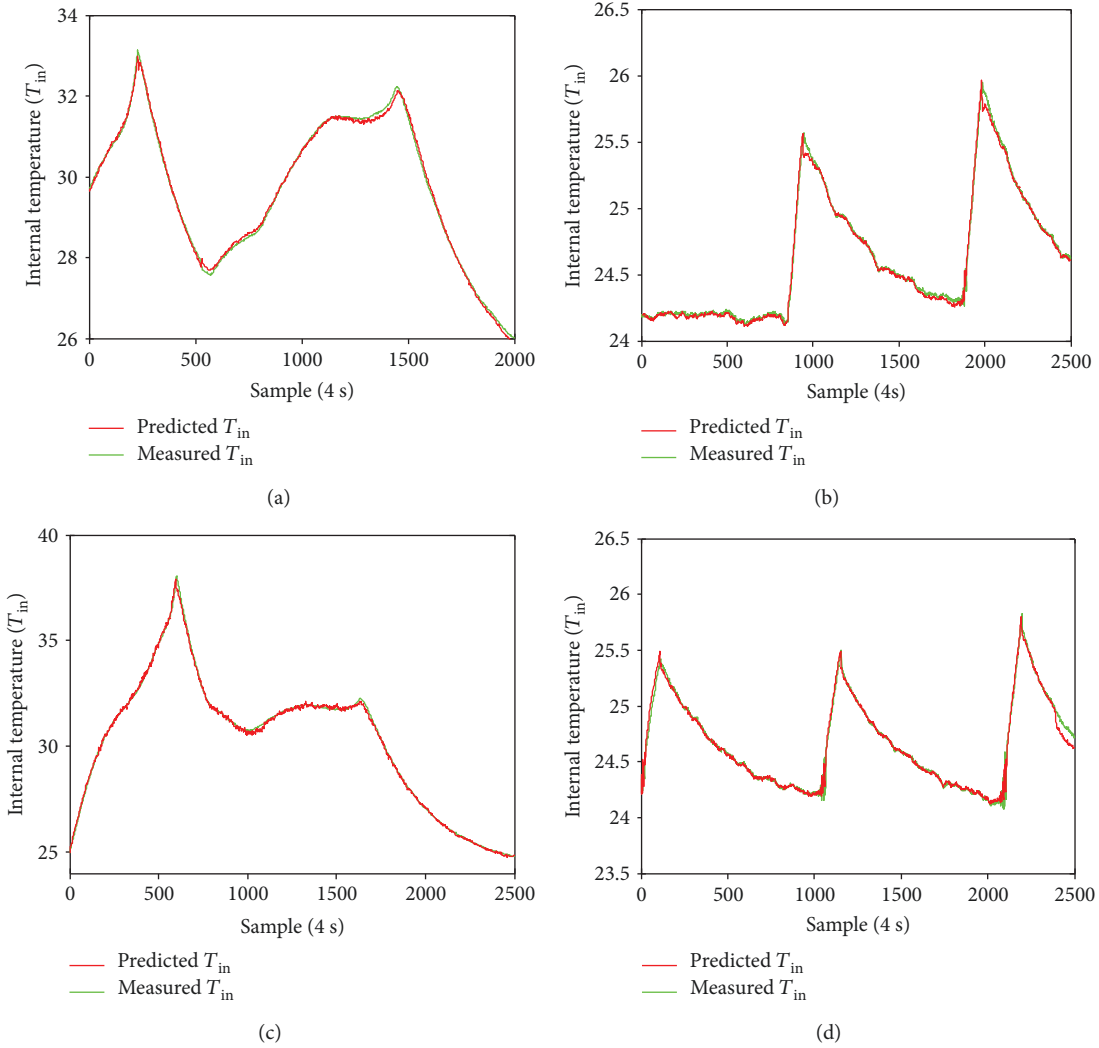 34
32
30
28
26
Internal temperature (T_in)
0
500
1000
1500
2000
Sample (4 s)
Predicted T_in
Measured T_in
(a)
26.5
26
25.5
25
24.5
24
Internal temperature (T_in)
0
500
1000
1500
2000
2500
Sample (4s)
Predicted T_in
Measured T_in
(b)
40
35
30
25
Internal temperature (T_in)
0
500
1000
1500
2000
2500
Sample (4 s)
Predicted T_in
Measured T_in
(c)
26.5
26
25.5
25
24.5
24
23.5
Internal temperature (T_in)
0
500
1000
1500
2000
2500
Sample (4 s)
Predicted T_in
Measured T_in
(d)